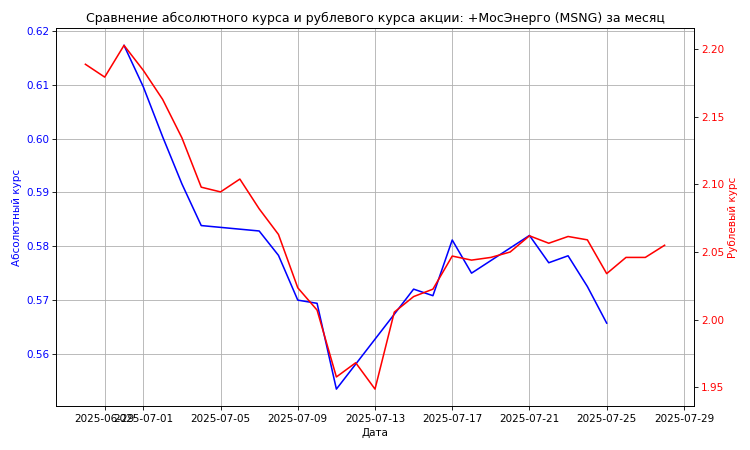 Сравнение абсолютного курса и рублевого курса акции: +МосЭнерго (MSNG) за месяц
Абсолютный курс
0.62
0.61
0.60
0.59
0.58
0.57
0.56
2.20
2.15
2.10
2.05
2.00
1.95
Рублевый курс
2025-06-29 2025-07-01 2025-07-05 2025-07-09 2025-07-13 2025-07-17 2025-07-21 2025-07-25 2025-07-29
Дата